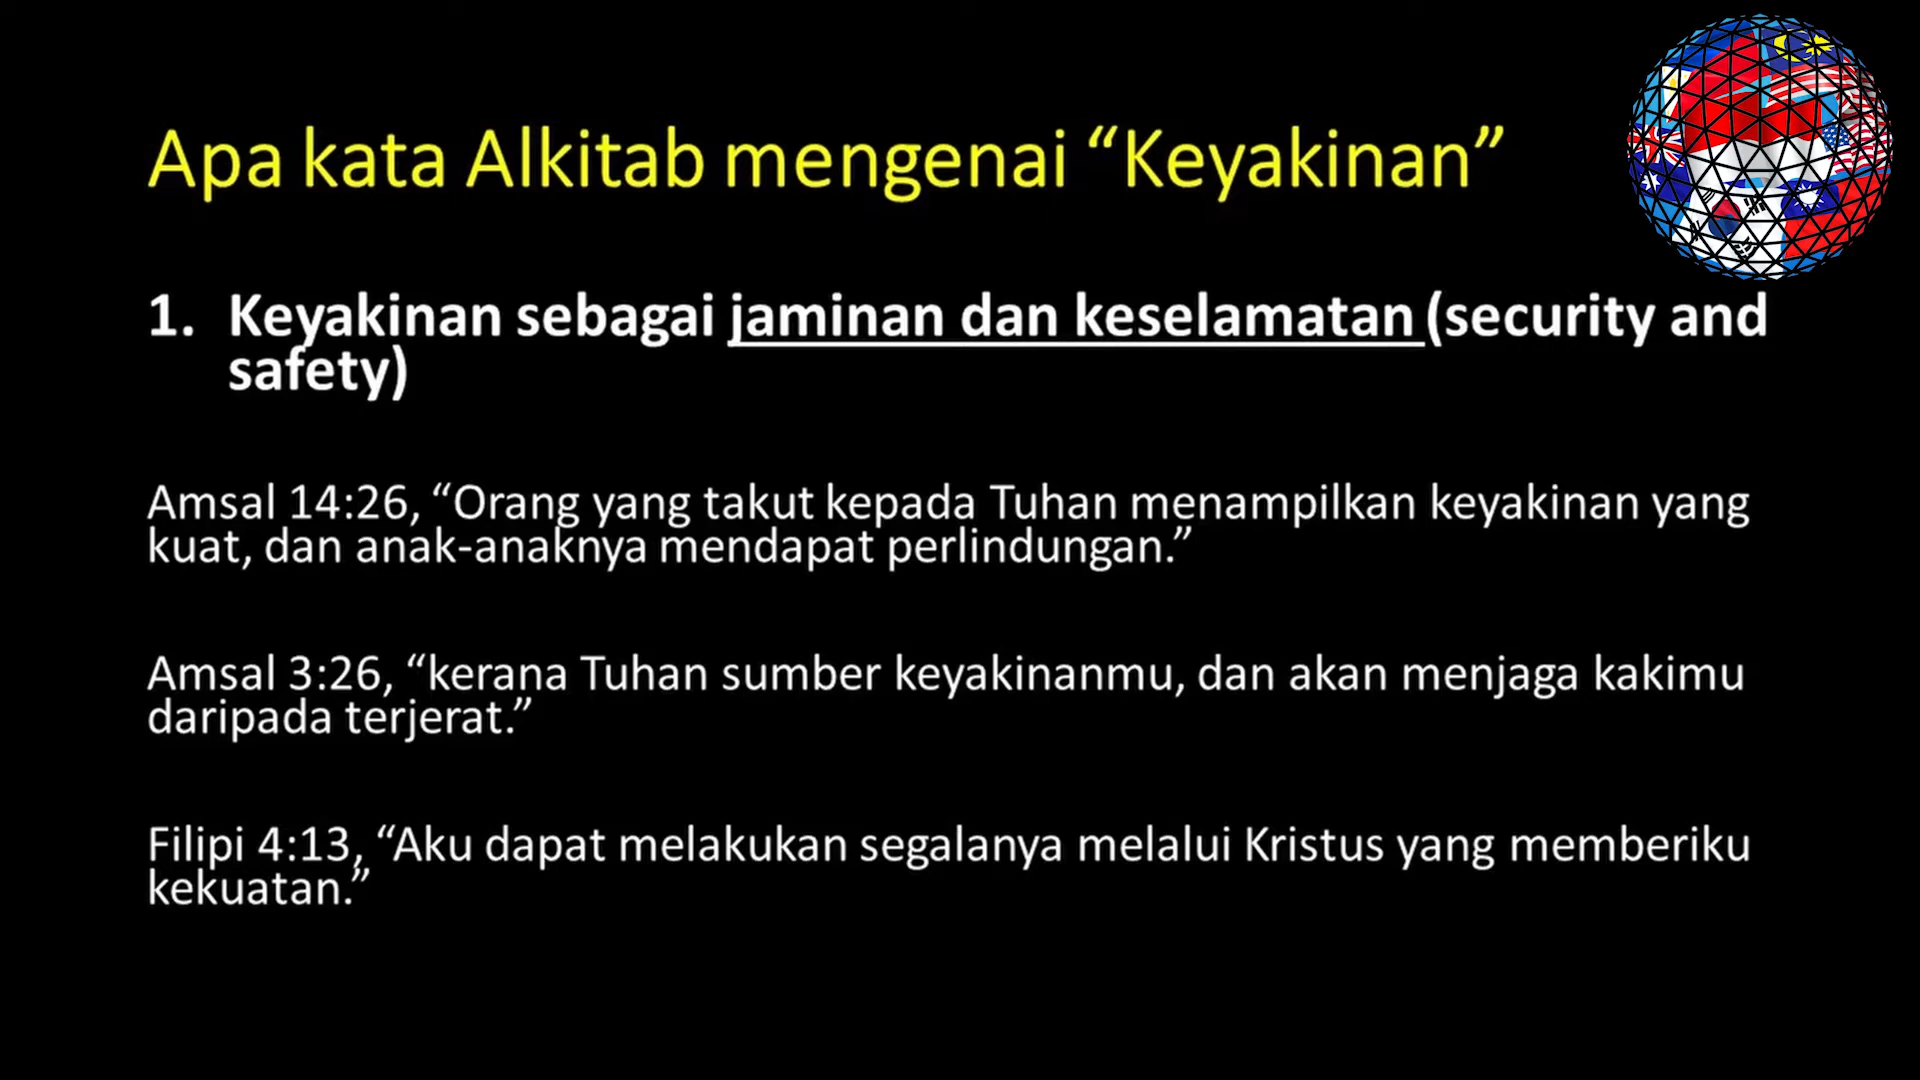 Apa kata Alkitab mengenai “Keyakinan”
1. Keyakinan sebagai jaminan dan keselamatan (security and
safety)
Amsal 14:26, “Orang yang takut kepada Tuhan menampilkan keyakinan yang
kuat, dan anak-anaknya mendapat perlindungan.”
Amsal 3:26, “kerana Tuhan sumber keyakinanmu, dan akan menjaga kakimu
daripada terjerat.”
Filipi 4:13, “Aku dapat melakukan segalanya melalui Kristus yang memberiku
kekuatan.”